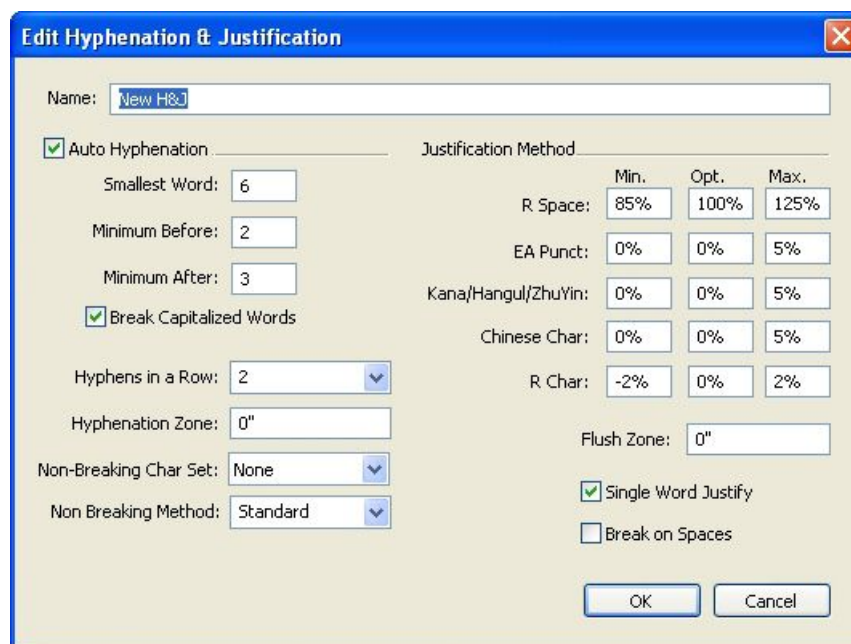 Edit Hyphenation & Justification
Name: New H&J
Auto Hyphenation
Smallest Word: 6
Minimum Before: 2
Minimum After: 3
Break Capitalized Words
Hyphens in a Row: 2
Hyphenation Zone: 0"
Non-Breaking Char Set: None
Non Breaking Method: Standard
Justification Method
Min. Opt. Max.
R Space: 85% 100% 125%
EA Punct: 0% 0% 5%
Kana/Hangul/ZhuYin: 0% 0% 5%
Chinese Char: 0% 0% 5%
R Char: -2% 0% 2%
Flush Zone: 0"
Single Word Justify
Break on Spaces
OK Cancel